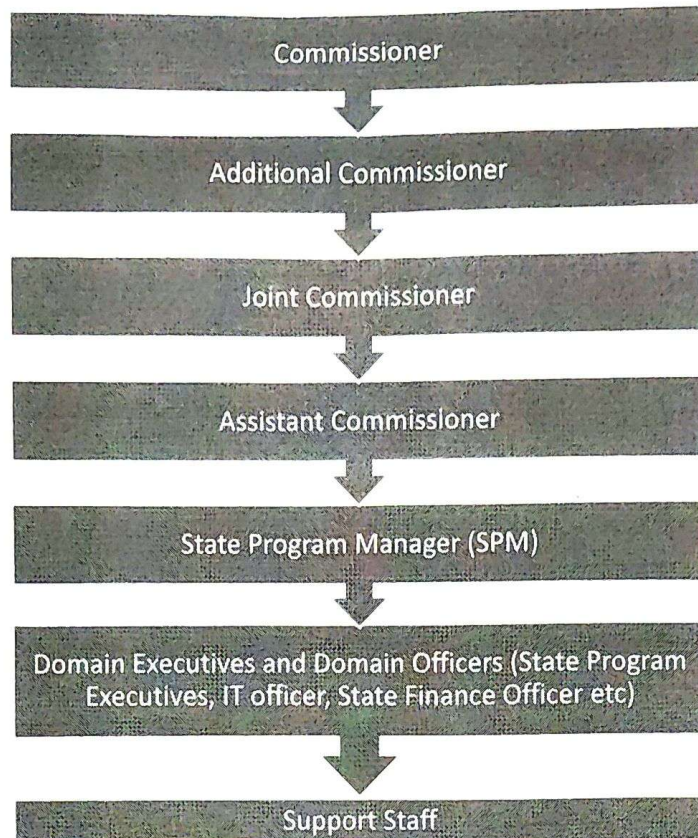 Commissioner
Additional Commissioner
Joint Commissioner
Assistant Commissioner
State Program Manager (SPM)
Domain Executives and Domain Officers (State Program
Executives, IT officer, State Finance Officer etc)
Support Staff